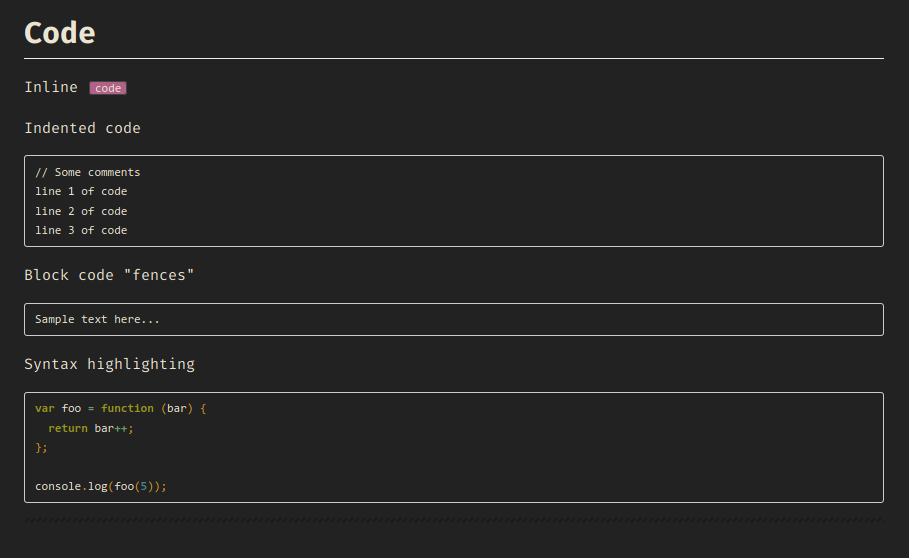 Code
Inline code
Indented code
// Some comments
line 1 of code
line 2 of code
line 3 of code
Block code "fences"
Sample text here...
Syntax highlighting
var foo = function (bar) {
  return bar++;
};
console.log(foo(5));